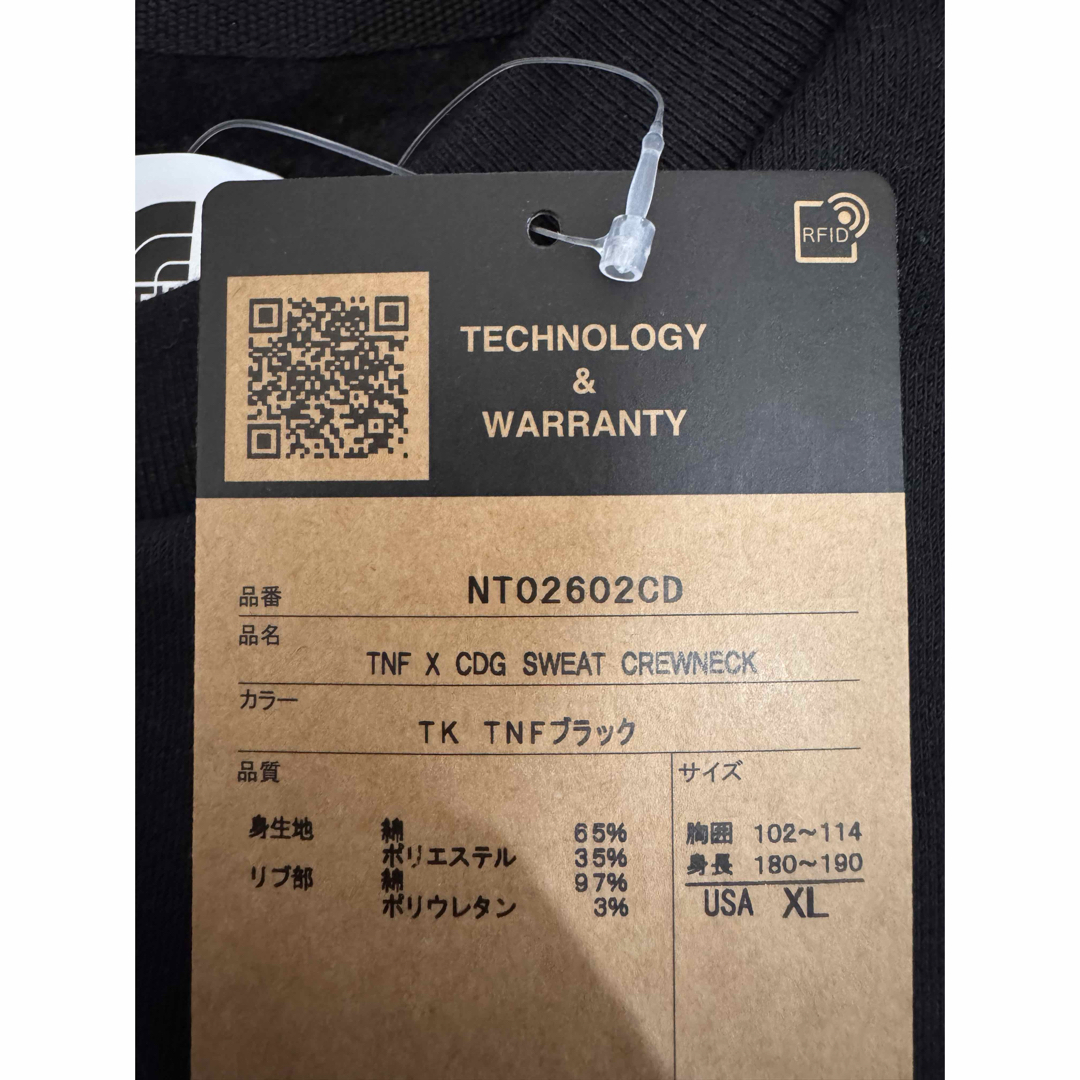 RFID
TECHNOLOGY
&
WARRANTY
品番 NT02602CD
品名
TNF X CDG SWEAT CREWNECK
カラー
TK TNFブラック
品質
サイズ
身生地 綿 65%
ポリエステル 35%
リブ部 綿 97%
ポリウレタン 3%
胸囲 102～114
身長 180～190
USA XL